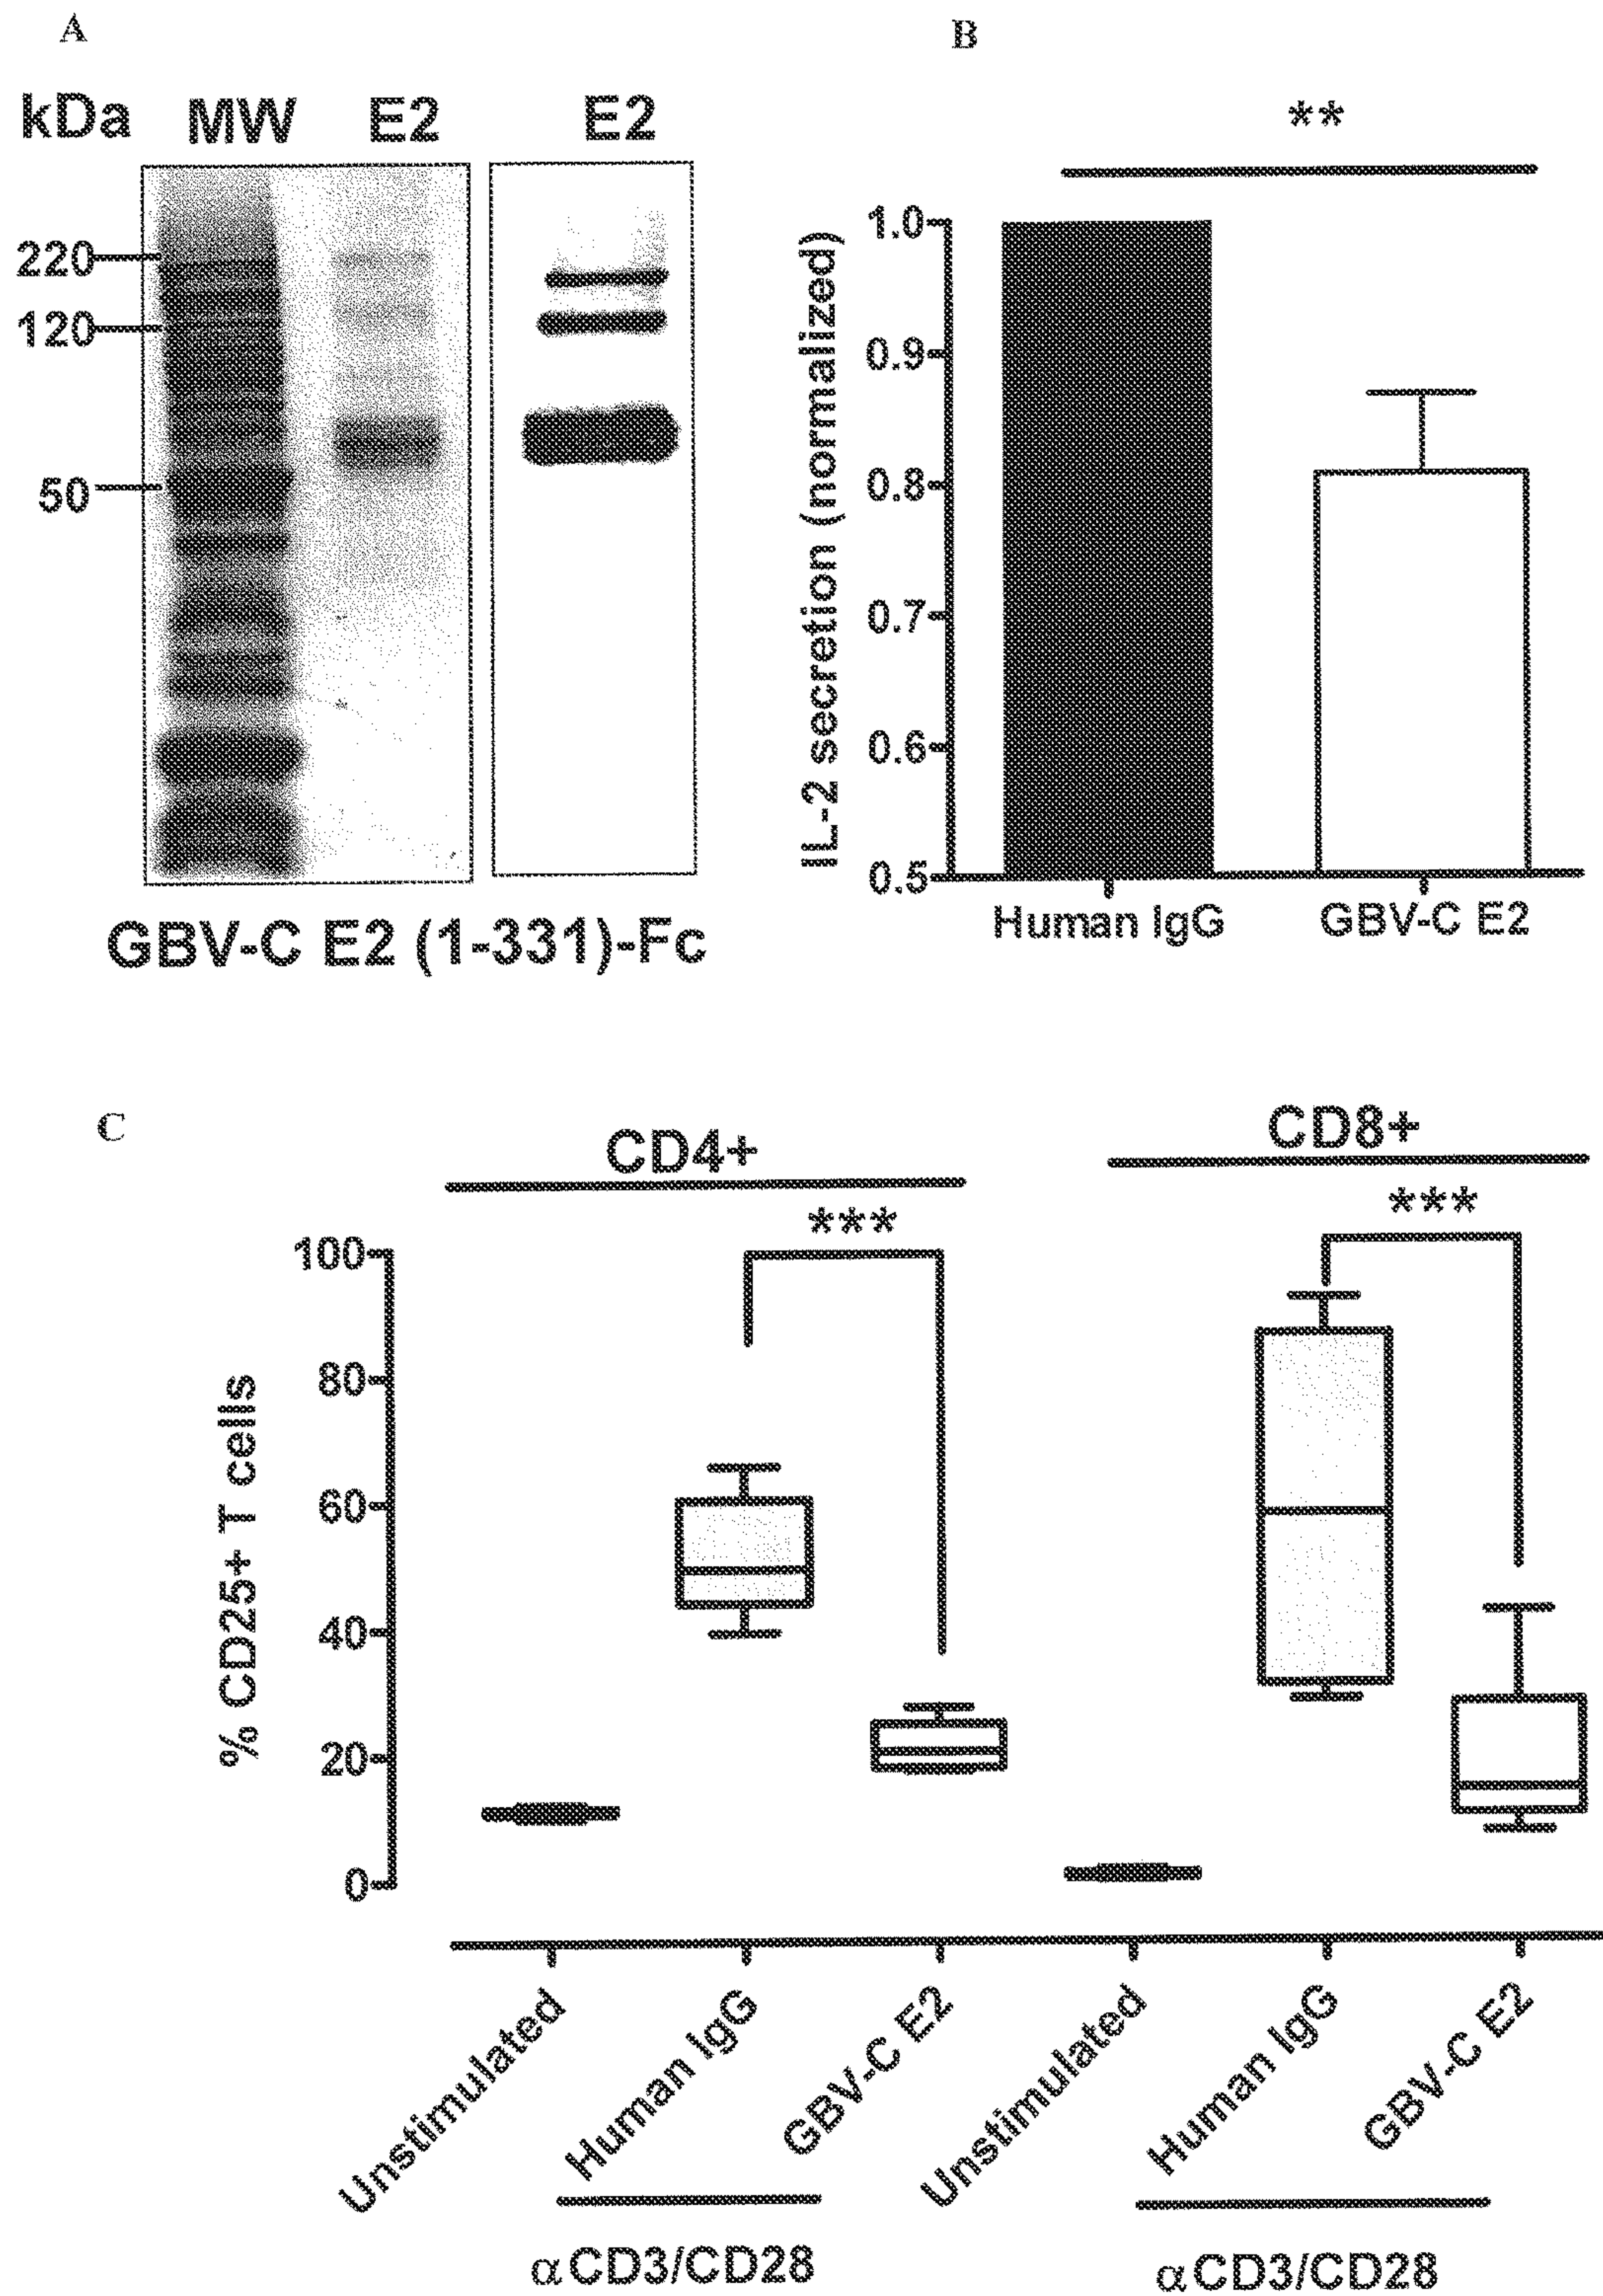 A
kDa MW E2 E2
220
120
50
GBV-C E2 (1-331)-Fc
B
**
IL-2 secretion (normalized)
1.0
0.9
0.8
0.7
0.6
0.5
Human IgG GBV-C E2
C
CD4+ CD8+
*** ***
% CD25+ T cells
100
80
60
40
20
0
Unstimulated Human IgG GBV-C E2 Unstimulated Human IgG GBV-C E2
αCD3/CD28 αCD3/CD28